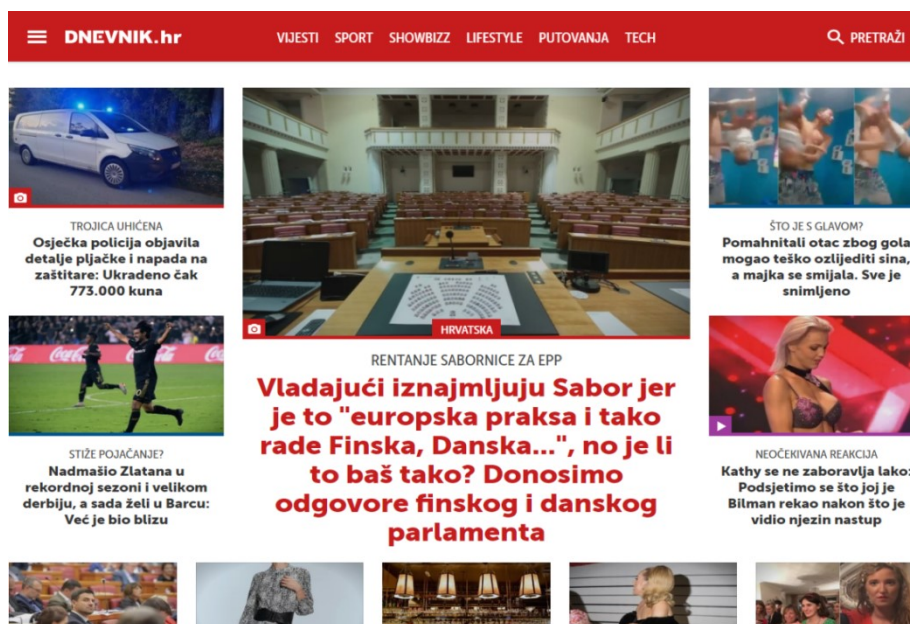 DNEVNIK.hr
VIJESTI SPORT SHOWBIZZ LIFESTYLE PUTOVANJA TECH
PRETRAŽI
TROJICA UHIĆENA
Osječka policija objavila
detalje pljačke i napada na
zaštitare: Ukradeno čak
773.000 kuna
Coca-Cola
STIŽE POJAČANJE?
Nadmašio Zlatana u
rekordnoj sezoni i velikom
derbiju, a sada želi u Barcu:
Već je bio blizu
HRVATSKA
RENTANJE SABORNICE ZA EPP
Vladajući iznajmljuju Sabor jer
je to "europska praksa i tako
rade Finska, Danska...", no je li
to baš tako? Donosimo
odgovore finskog i danskog
parlamenta
ŠTO JE S GLAVOM?
Pomahnitali otac zbog gola
mogao teško ozlijediti sina,
a majka se smijala. Sve je
snimljeno
NEOČEKIVANA REAKCIJA
Kathy se ne zaboravlja lako:
Podsjetimo se što joj je
Bilman rekao nakon što je
vidio njezin nastup